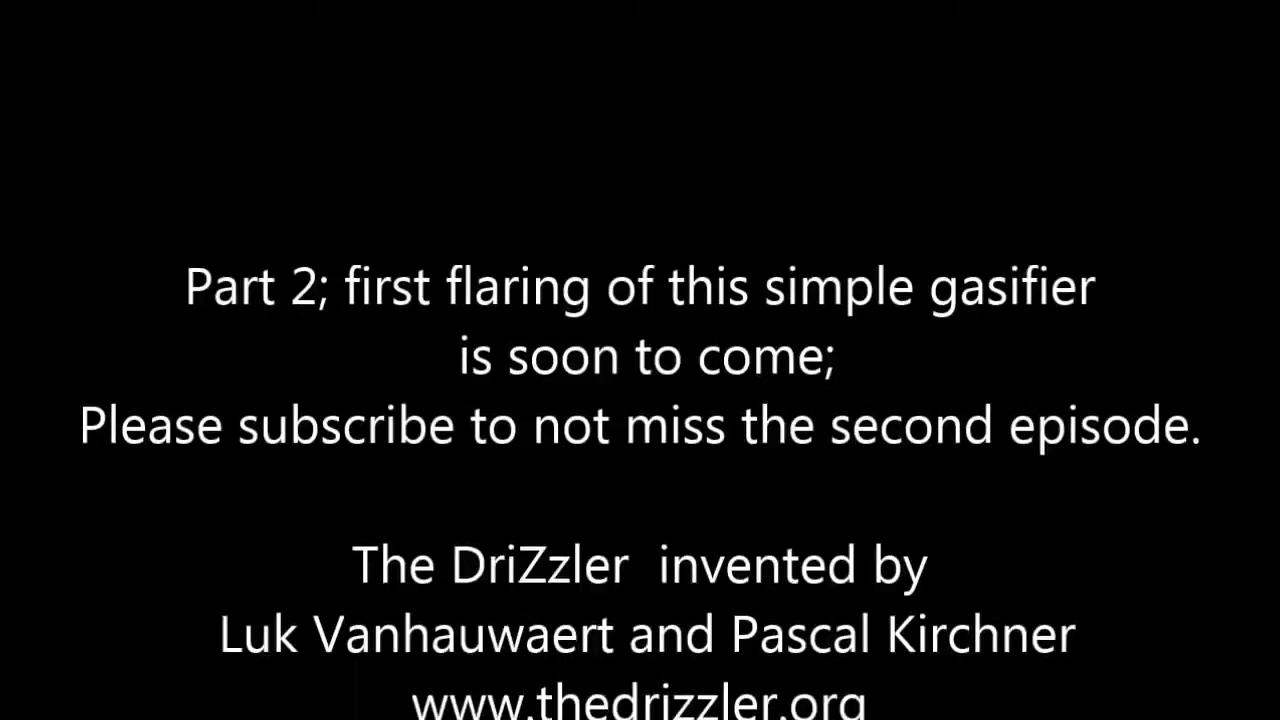 Part 2; first flaring of this simple gasifier
is soon to come;
Please subscribe to not miss the second episode.
The DriZzler  invented by
Luk Vanhauwaert and Pascal Kirchner
www.thedrizzler.org